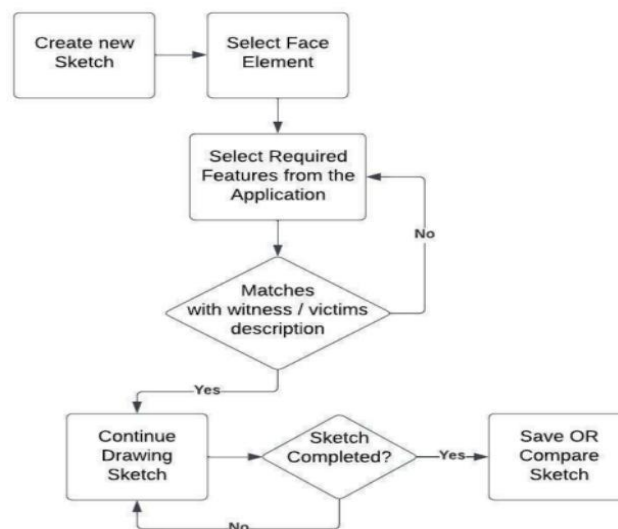 Create new
Sketch
Select Face
Element
Select Required
Features from the
Application
No
Matches
with witness / victims
description
Yes
Continue
Drawing
Sketch
Sketch
Completed?
Yes
Save OR
Compare
Sketch
No